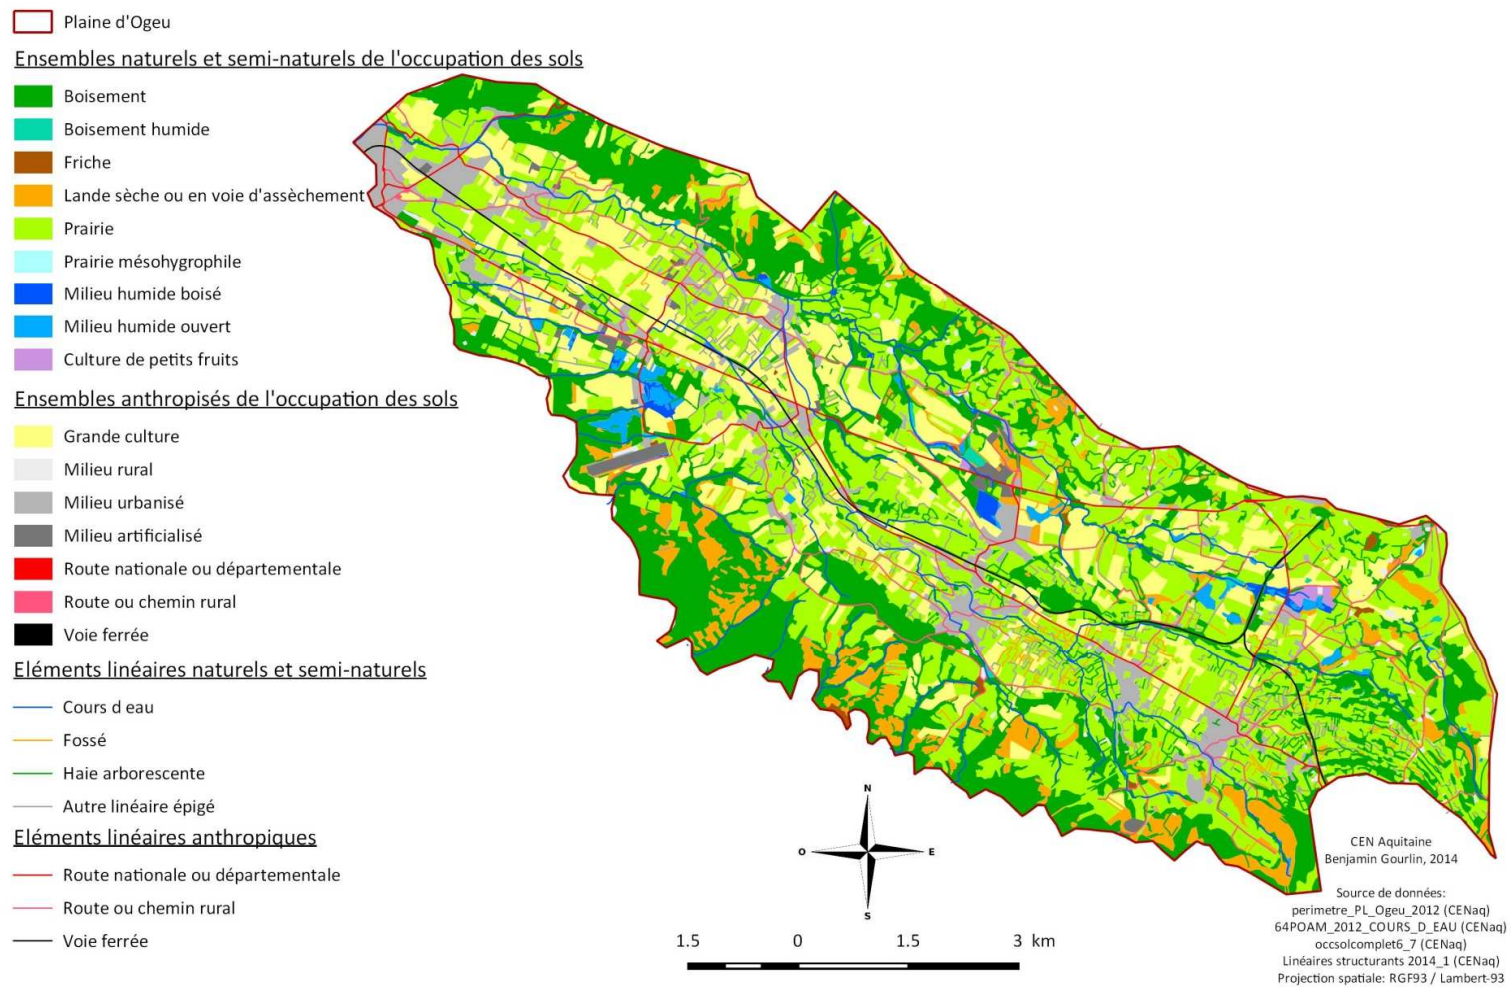 Plaine d'Ogeu
Ensembles naturels et semi-naturels de l'occupation des sols
Boisement
Boisement humide
Friche
Lande sèche ou en voie d'assèchement
Prairie
Prairie mésohygrophile
Milieu humide boisé
Milieu humide ouvert
Culture de petits fruits
Ensembles anthropisés de l'occupation des sols
Grande culture
Milieu rural
Milieu urbanisé
Milieu artificialisé
Route nationale ou départementale
Route ou chemin rural
Voie ferrée
Eléments linéaires naturels et semi-naturels
Cours d eau
Fossé
Haie arborescente
Autre linéaire épigé
Eléments linéaires anthropiques
Route nationale ou départementale
Route ou chemin rural
Voie ferrée
N
O
E
S
1.5 0 1.5 3 km
CEN Aquitaine
Benjamin Gourlin, 2014
Source de données:
perimetre_PL_Ogeu_2012 (CENaq)
64POAM_2012_COURS_D_EAU (CENaq)
occsolcomplet6_7 (CENaq)
Linéaires structurants 2014_1 (CENaq)
Projection spatiale: RGF93 / Lambert-93